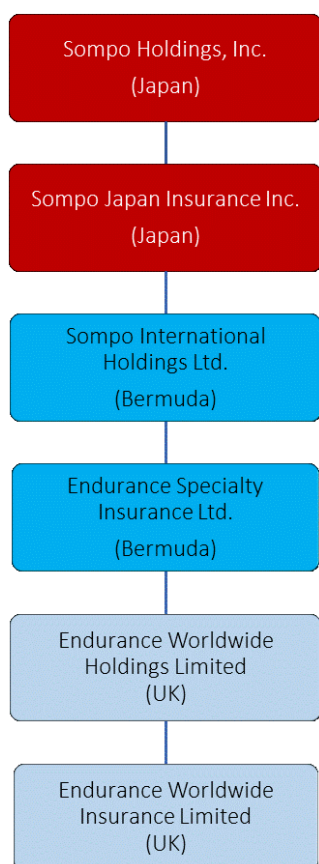 Sompo Holdings, Inc.
(Japan)
Sompo Japan Insurance Inc.
(Japan)
Sompo International
Holdings Ltd.
(Bermuda)
Endurance Specialty
Insurance Ltd.
(Bermuda)
Endurance Worldwide
Holdings Limited
(UK)
Endurance Worldwide
Insurance Limited
(UK)